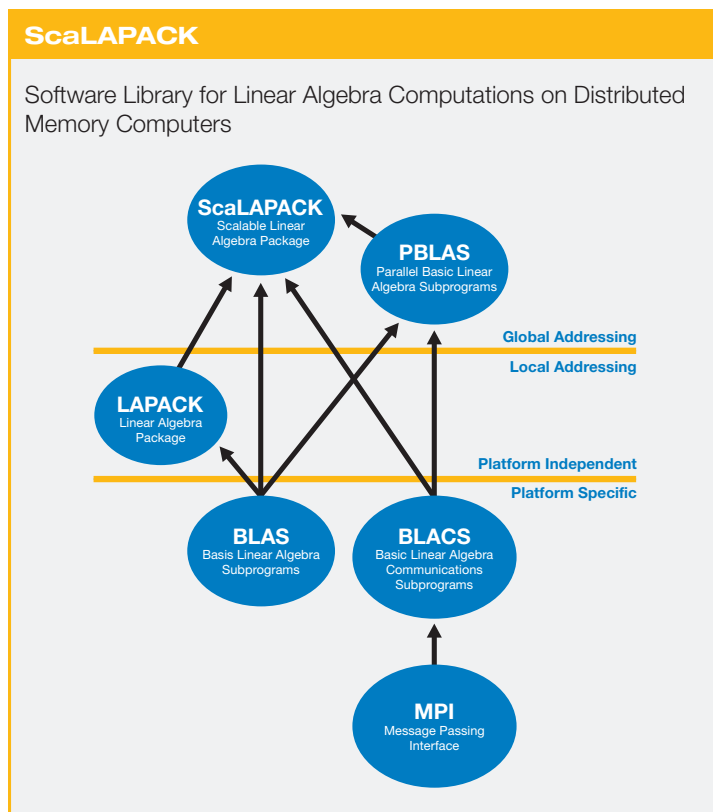 ScaLAPACK
Software Library for Linear Algebra Computations on Distributed
Memory Computers
ScaLAPACK
Scalable Linear
Algebra Package
PBLAS
Parallel Basic Linear
Algebra Subprograms
Global Addressing
Local Addressing
LAPACK
Linear Algebra
Package
Platform Independent
Platform Specific
BLAS
Basis Linear Algebra
Subprograms
BLACS
Basic Linear Algebra
Communications
Subprograms
MPI
Message Passing
Interface